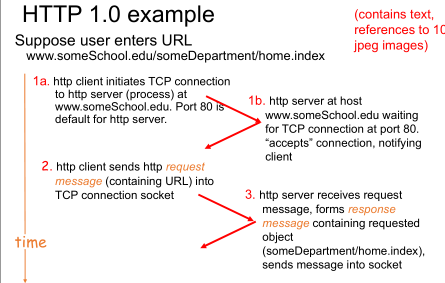 HTTP 1.0 example
(contains text,
references to 10
jpeg images)
Suppose user enters URL
www.someSchool.edu/someDepartment/home.index
1a. http client initiates TCP connection
to http server (process) at
www.someSchool.edu. Port 80 is
default for http server.
1b. http server at host
www.someSchool.edu waiting
for TCP connection at port 80.
“accepts” connection, notifying
client
2. http client sends http request
message (containing URL) into
TCP connection socket
3. http server receives request
message, forms response
message containing requested
object
(someDepartment/home.index),
sends message into socket
time